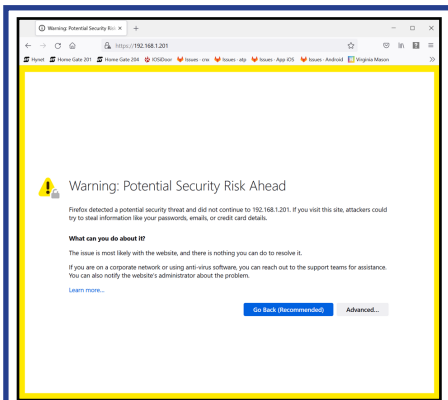 Warning: Potential Security Risk
https://192.168.1.201
Hynet Home Gate 201 Home Gate 204 IOSiDoor Issues · cnx Issues · atp Issues · App iOS Issues · Android Virginia Mason
Warning: Potential Security Risk Ahead
Firefox detected a potential security threat and did not continue to 192.168.1.201. If you visit this site, attackers could
try to steal information like your passwords, emails, or credit card details.
What can you do about it?
The issue is most likely with the website, and there is nothing you can do to resolve it.
If you are on a corporate network or using anti-virus software, you can reach out to the support teams for assistance.
You can also notify the website's administrator about the problem.
Learn more...
Go Back (Recommended) Advanced...